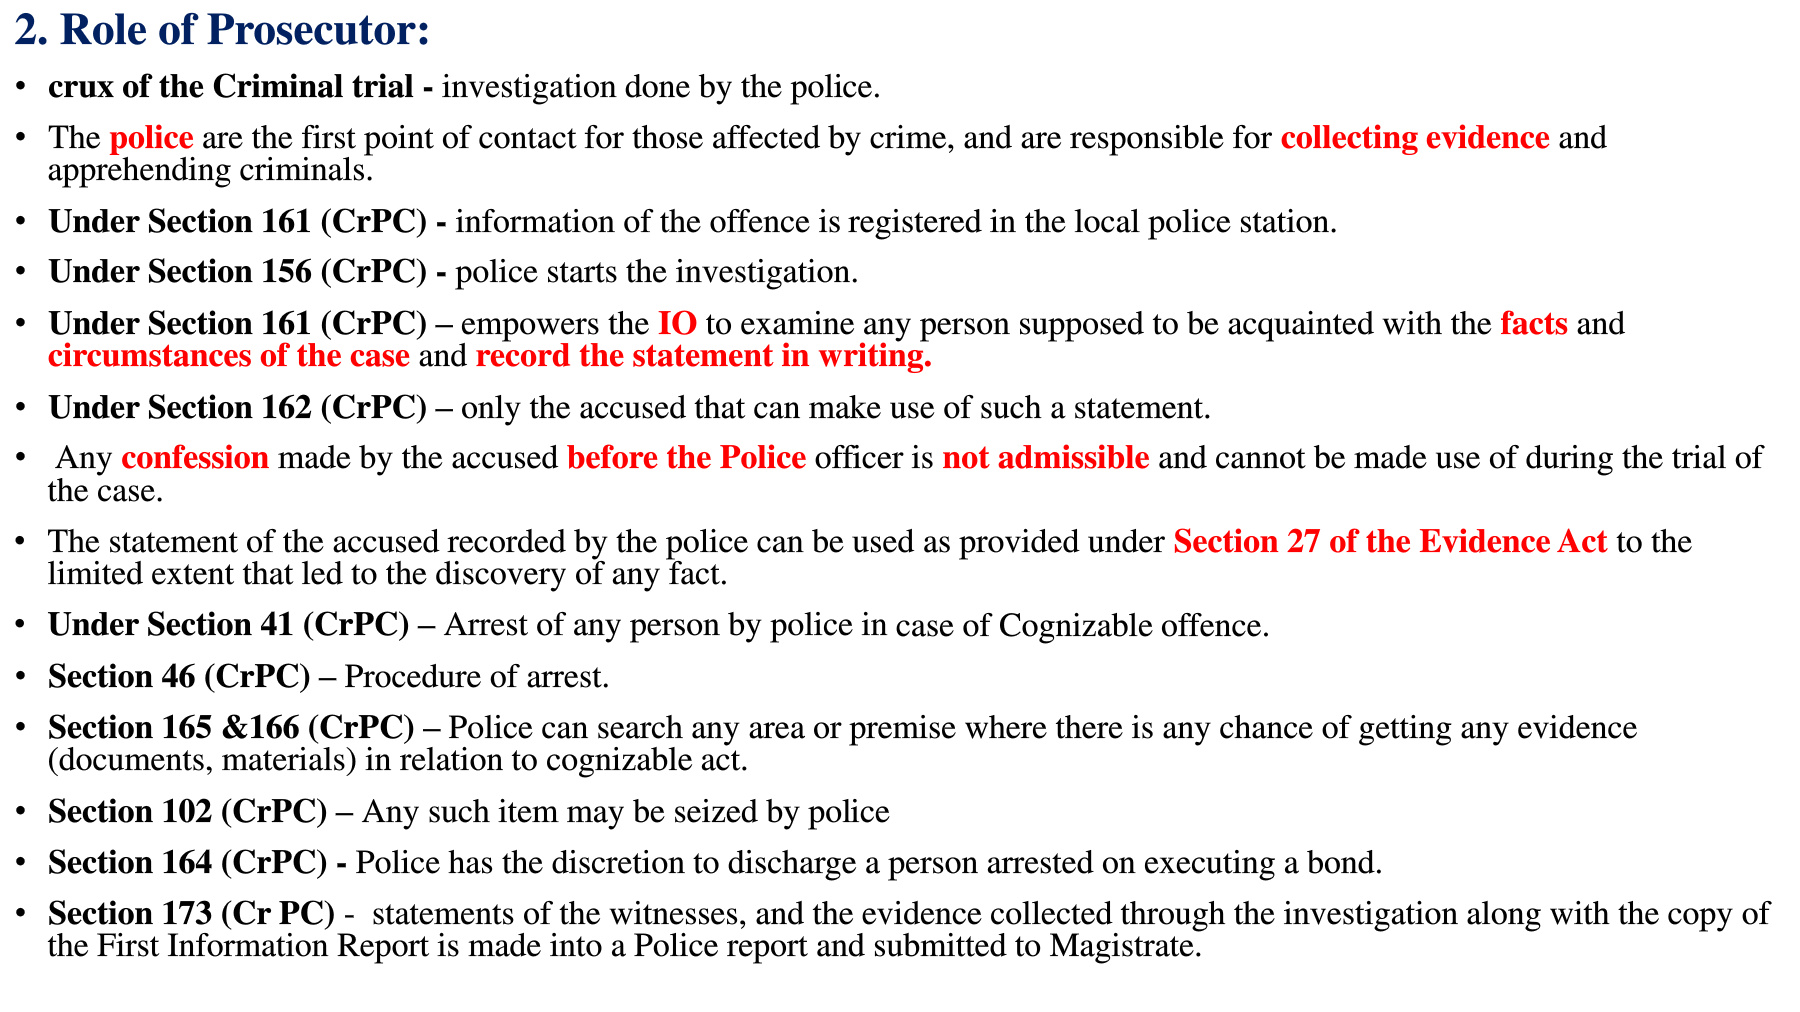 2. Role of Prosecutor:
• crux of the Criminal trial - investigation done by the police.
• The police are the first point of contact for those affected by crime, and are responsible for collecting evidence and
apprehending criminals.
• Under Section 161 (CrPC) - information of the offence is registered in the local police station.
• Under Section 156 (CrPC) - police starts the investigation.
• Under Section 161 (CrPC) – empowers the IO to examine any person supposed to be acquainted with the facts and
circumstances of the case and record the statement in writing.
• Under Section 162 (CrPC) – only the accused that can make use of such a statement.
• Any confession made by the accused before the Police officer is not admissible and cannot be made use of during the trial of
the case.
• The statement of the accused recorded by the police can be used as provided under Section 27 of the Evidence Act to the
limited extent that led to the discovery of any fact.
• Under Section 41 (CrPC) – Arrest of any person by police in case of Cognizable offence.
• Section 46 (CrPC) – Procedure of arrest.
• Section 165 &166 (CrPC) – Police can search any area or premise where there is any chance of getting any evidence
(documents, materials) in relation to cognizable act.
• Section 102 (CrPC) – Any such item may be seized by police
• Section 164 (CrPC) - Police has the discretion to discharge a person arrested on executing a bond.
• Section 173 (Cr PC) - statements of the witnesses, and the evidence collected through the investigation along with the copy of
the First Information Report is made into a Police report and submitted to Magistrate.